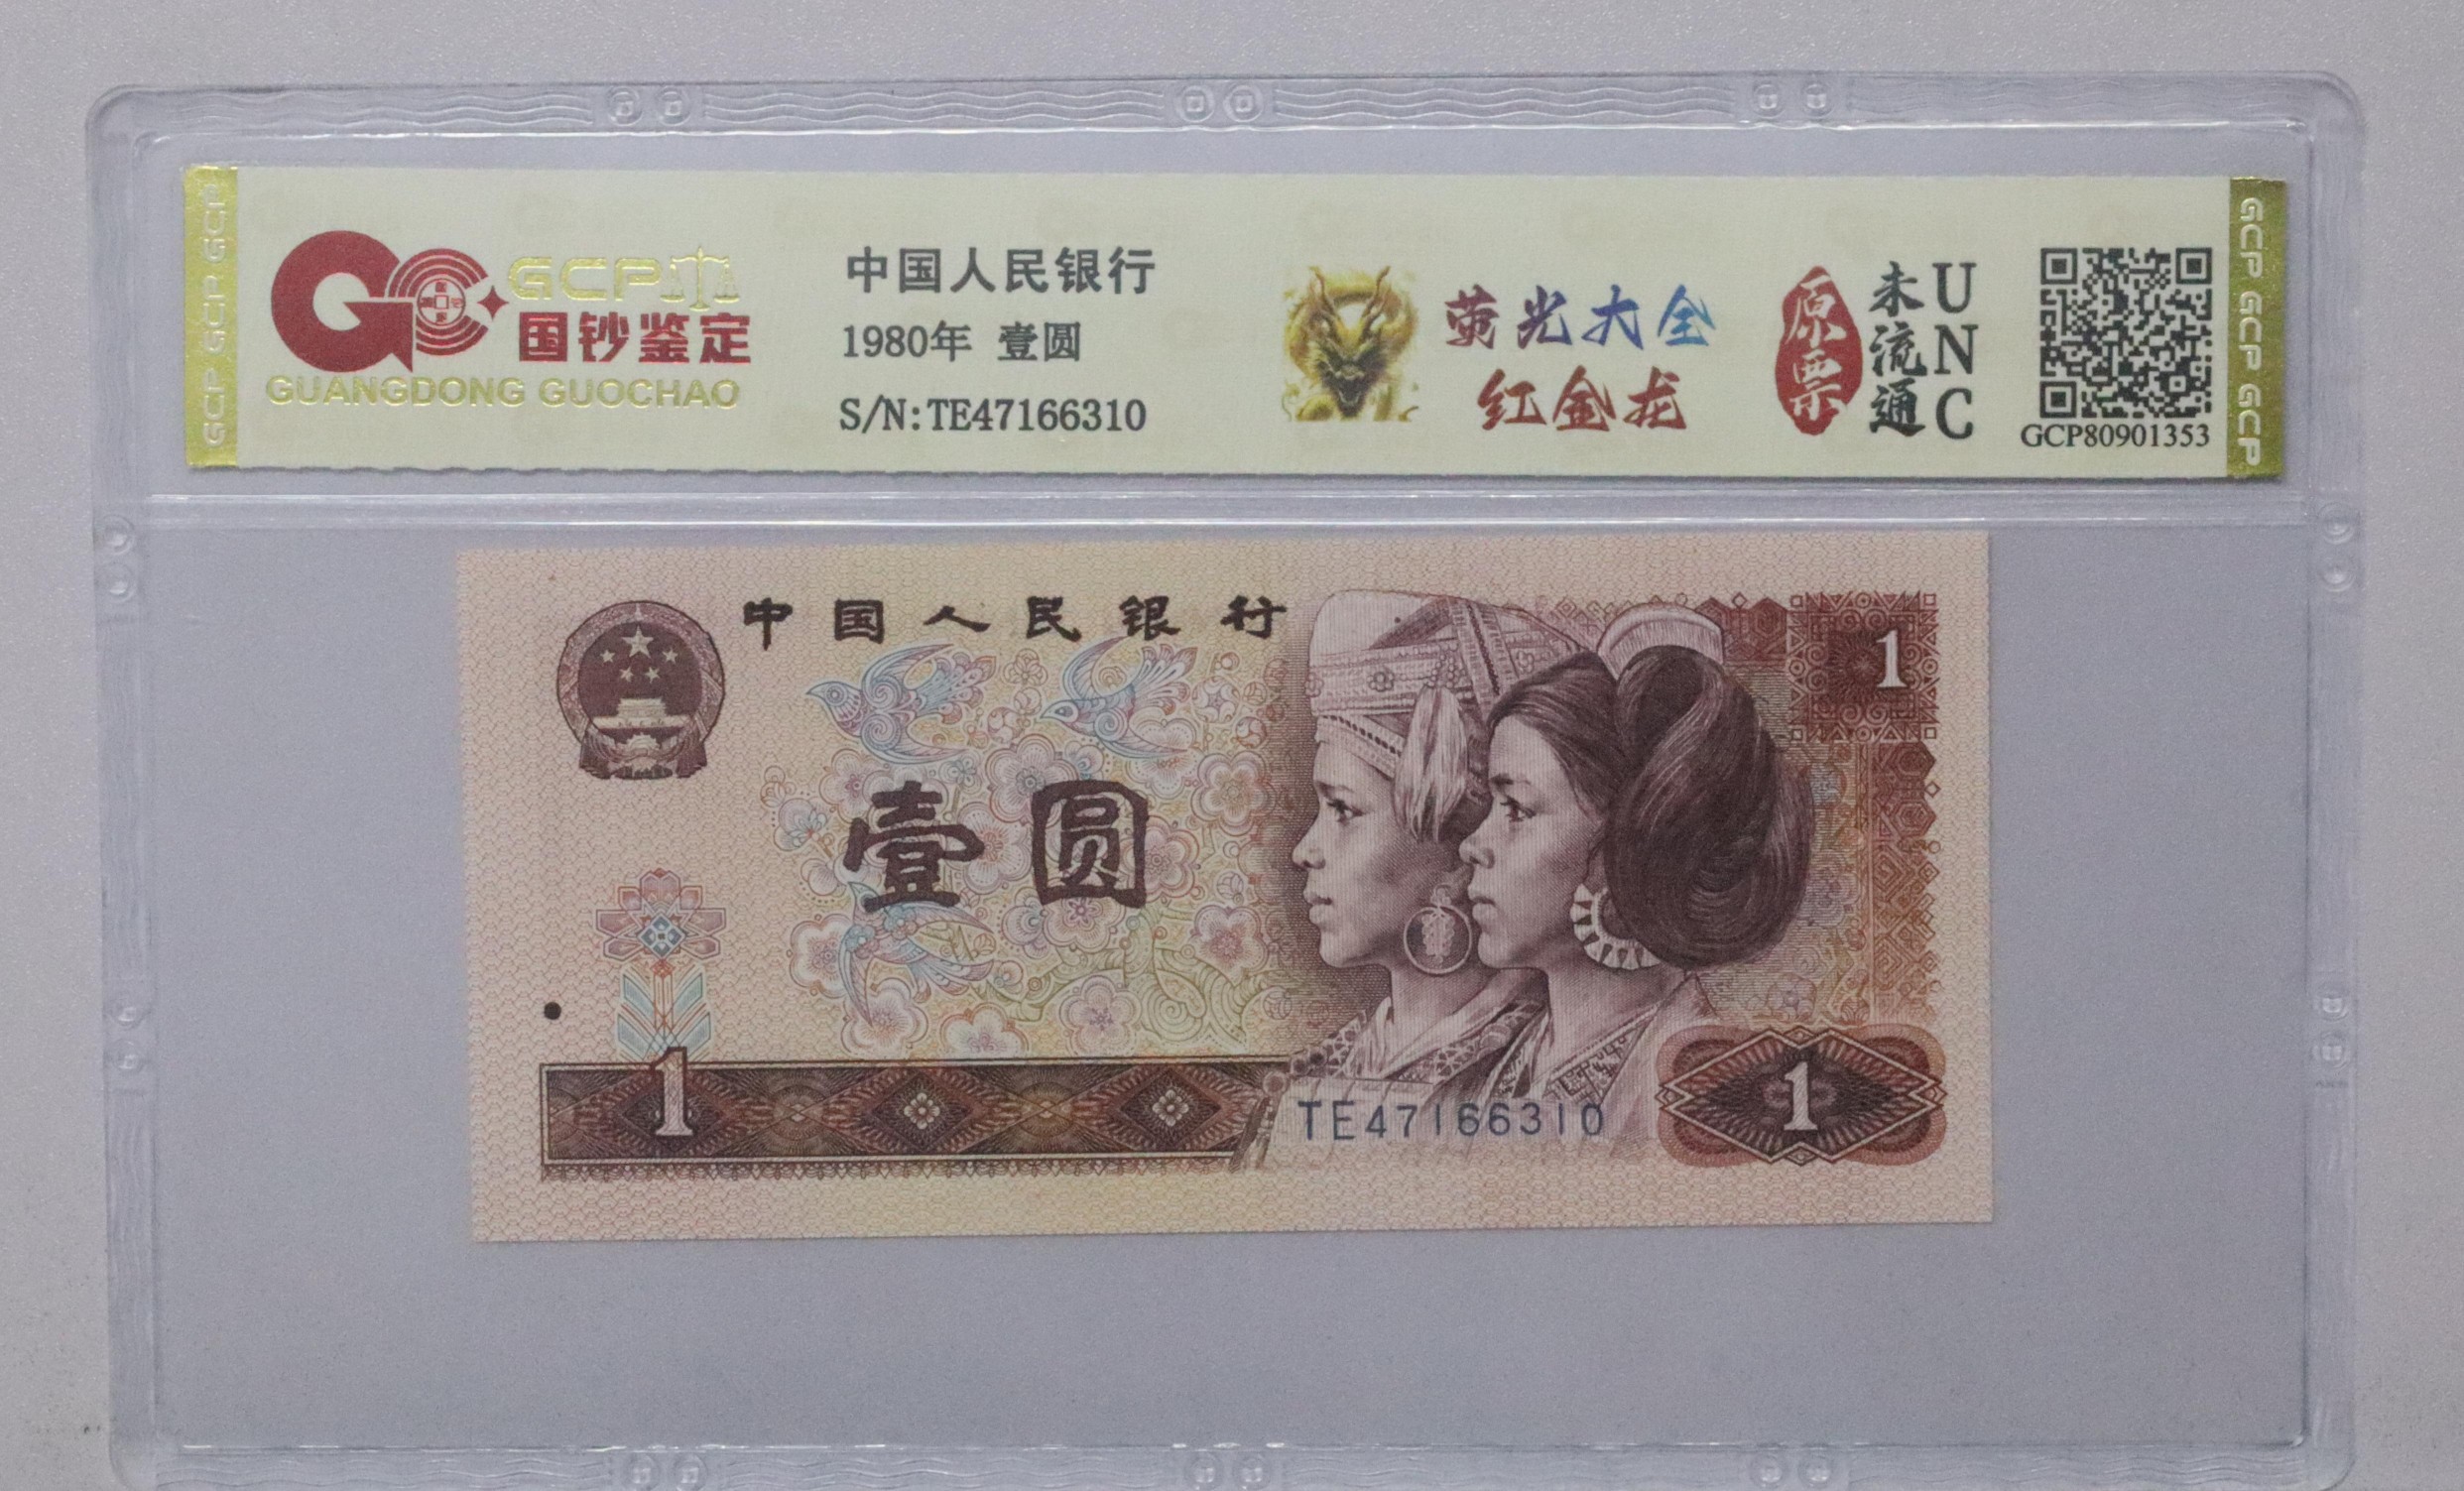 GCP GCP GCP
GCP
国钞鉴定
GUANGDONG GUOCHAO
中国人民银行
1980年 壹圆
S/N:TE47166310
荧光大全
红金龙
原票
未流通
UNC
GCP80901353
GCP GCP GCP
中国人民银行
1
壹圆
1
TE47166310
1